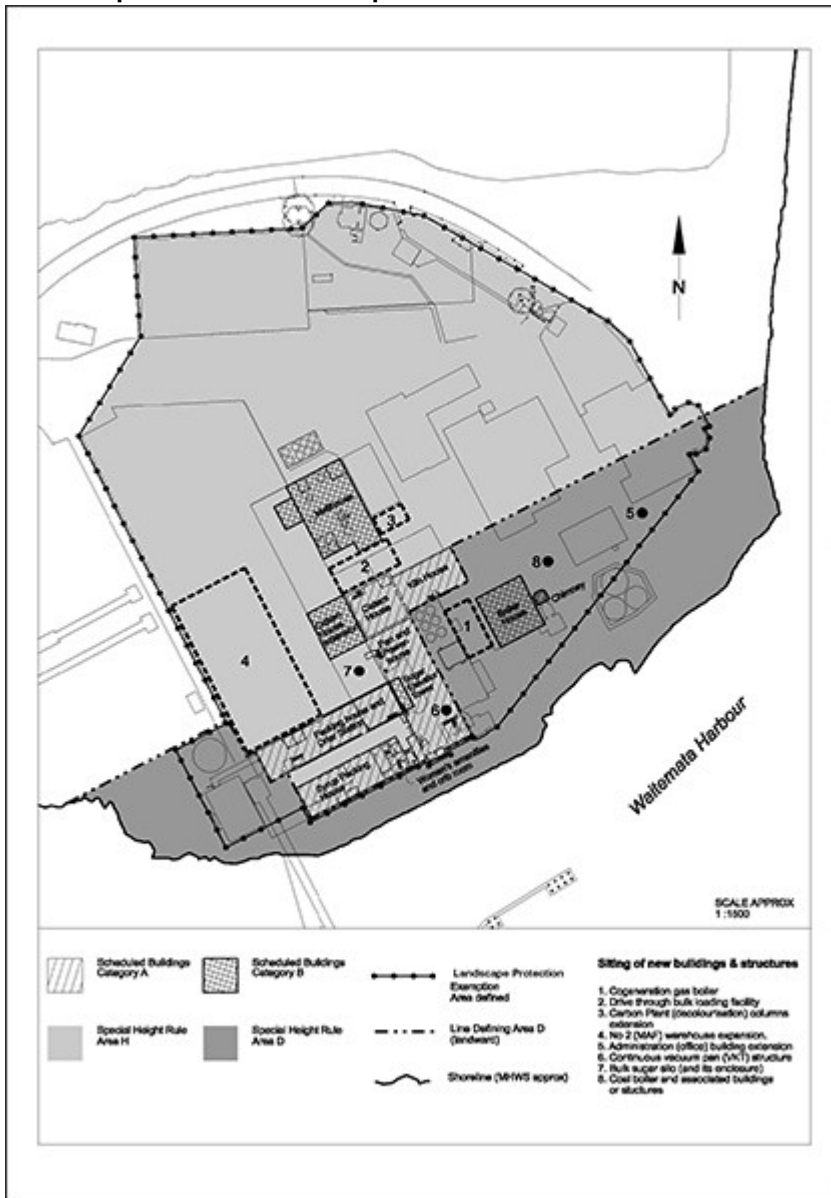 N
3
2
1
4
5
8
7
6
Melthouse
Kiln House
Boiler
House
Chimney
Pan and
Waitemata Harbour
SCALE APPROX
1 :1500
Scheduled Buildings
Category A
Scheduled Buildings
Category B
Landscape Protection
Exemption
Area defined
Special Height Rule
Area H
Special Height Rule
Area D
Line Defining Area D
(landward)
Shoreline (MHWS approx)
Siting of new buildings & structures
1. Cogeneration gas boiler
2. Drive through bulk loading facility
3. Carbon Plant (decolourisation) columns
extension
4. No 2 (MAF) warehouse expansion.
5. Administration (office) building extension
6. Continuous vacuum pan (VKT) structure
7. Bulk sugar silo (and its enclosure)
8. Coal boiler and associated buildings
or stuctures